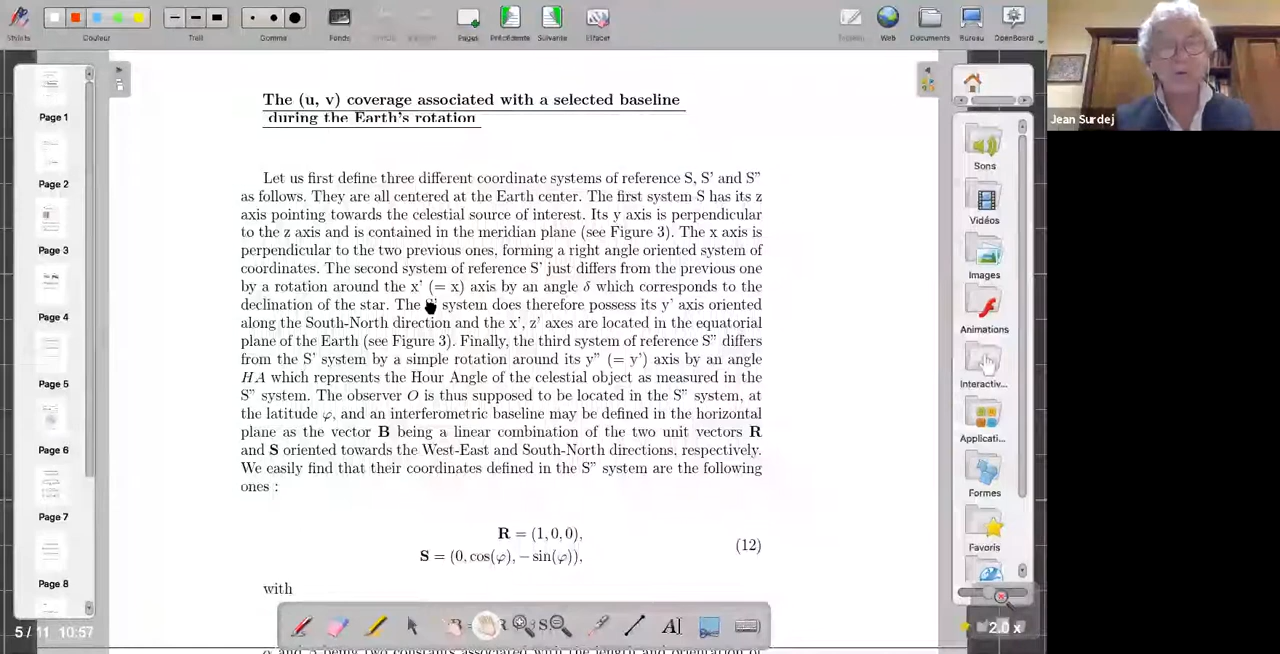 Stylos
Couleur
Trait
Gomme
Fonds
Pages
Précédente
Suivante
Effacer
Web
Documents
Bureau
OpenBoard
Page 1
Page 2
Page 3
Page 4
Page 5
Page 6
Page 7
Page 8
5 / 11 10:57
The (u, v) coverage associated with a selected baseline
during the Earth's rotation
Let us first define three different coordinate systems of reference S, S' and S”
as follows. They are all centered at the Earth center. The first system S has its z
axis pointing towards the celestial source of interest. Its y axis is perpendicular
to the z axis and is contained in the meridian plane (see Figure 3). The x axis is
perpendicular to the two previous ones, forming a right angle oriented system of
coordinates. The second system of reference S' just differs from the previous one
by a rotation around the x' (= x) axis by an angle δ which corresponds to the
declination of the star. The S' system does therefore possess its y' axis oriented
along the South-North direction and the x', z' axes are located in the equatorial
plane of the Earth (see Figure 3). Finally, the third system of reference S” differs
from the S' system by a simple rotation around its y” (= y') axis by an angle
HA which represents the Hour Angle of the celestial object as measured in the
S” system. The observer O is thus supposed to be located in the S” system, at
the latitude φ, and an interferometric baseline may be defined in the horizontal
plane as the vector B being a linear combination of the two unit vectors R
and S oriented towards the West-East and South-North directions, respectively.
We easily find that their coordinates defined in the S” system are the following
ones :
R = (1, 0, 0),
S = (0, cos(φ), − sin(φ)),
(12)
with
Sons
Vidéos
Images
Animations
Interactiv...
Applicati...
Formes
Favoris
2.0 x
Jean Surdej